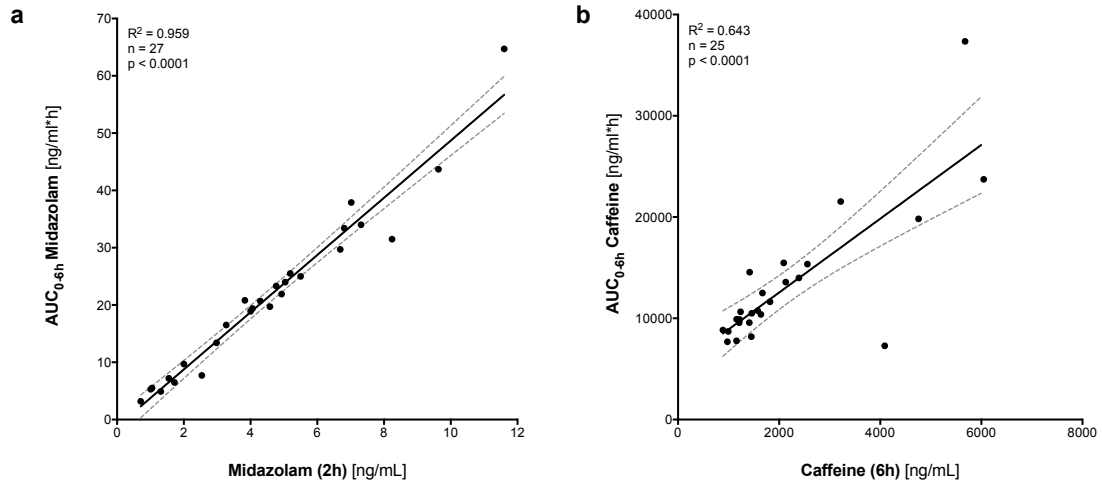 a
R² = 0.959
n = 27
p < 0.0001
AUC₀₋₆ₕ Midazolam [ng/ml*h]
70
60
50
40
30
20
10
0
0 2 4 6 8 10 12
Midazolam (2h) [ng/mL]
b
R² = 0.643
n = 25
p < 0.0001
AUC₀₋₆ₕ Caffeine [ng/ml*h]
40000
30000
20000
10000
0
0 2000 4000 6000 8000
Caffeine (6h) [ng/mL]